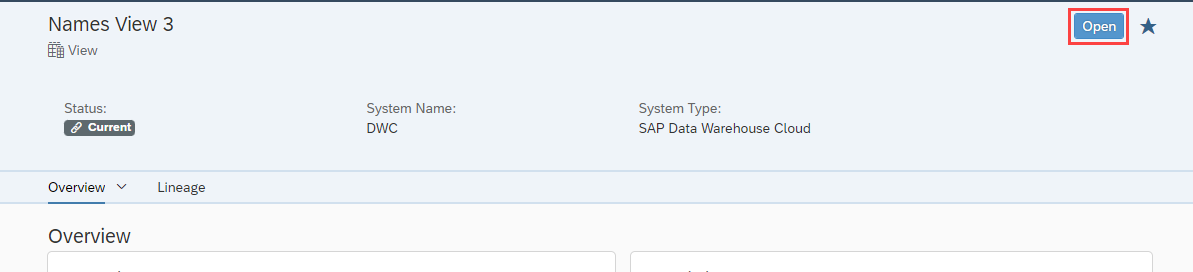 Names View 3
Open
View
Status:
System Name:
System Type:
Current
DWC
SAP Data Warehouse Cloud
Overview
Lineage
Overview